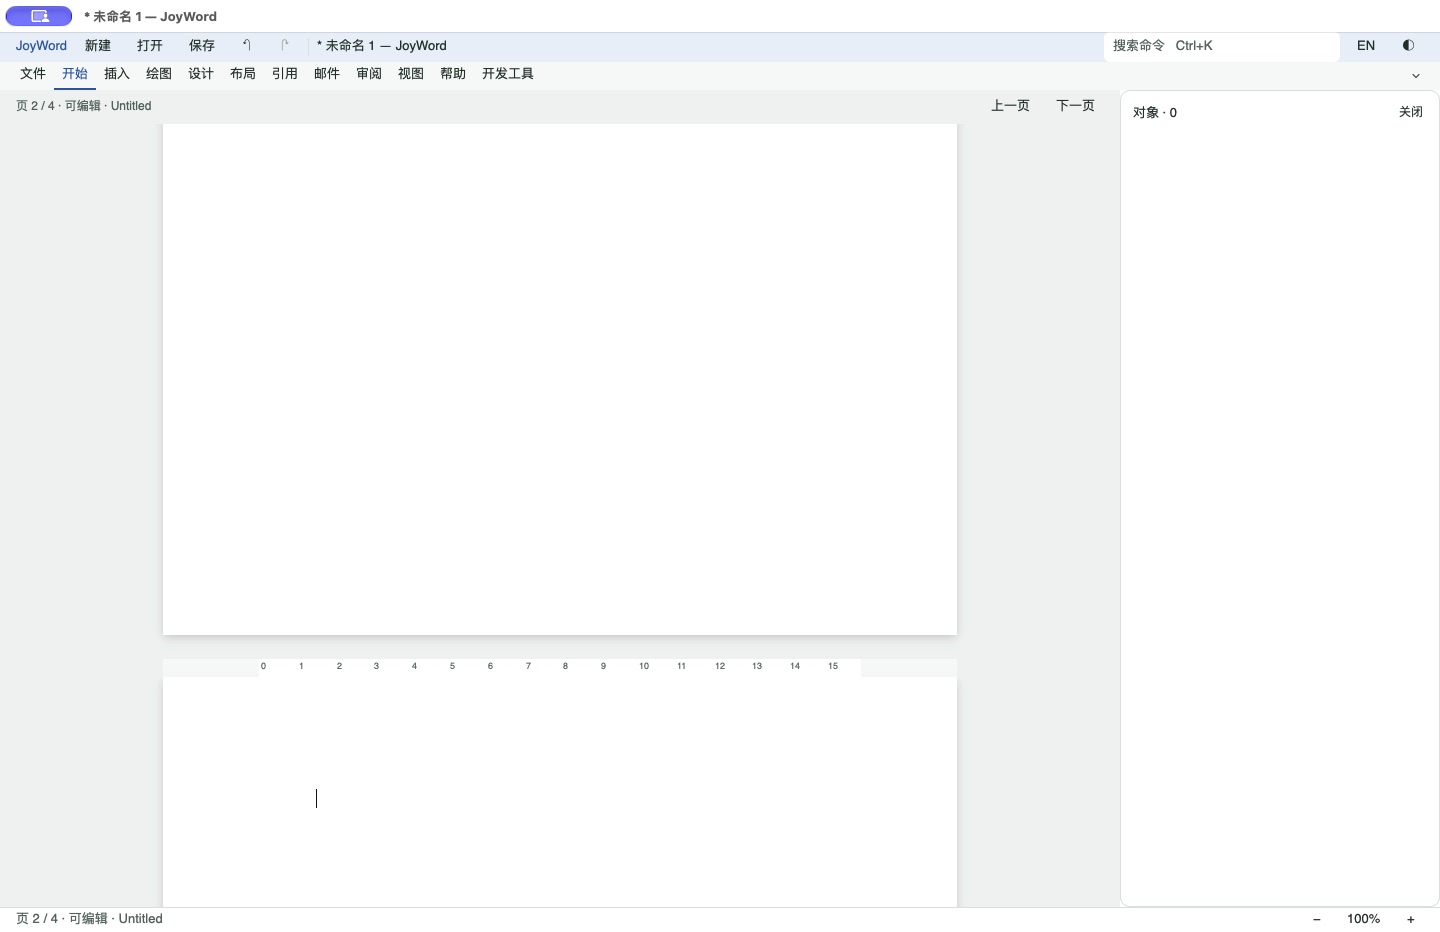 * 未命名 1 — JoyWord
JoyWord 新建 打开 保存 * 未命名 1 — JoyWord 搜索命令 Ctrl+K EN
文件 开始 插入 绘图 设计 布局 引用 邮件 审阅 视图 帮助 开发工具
页 2 / 4 · 可编辑 · Untitled 上一页 下一页
对象 · 0 关闭
0 1 2 3 4 5 6 7 8 9 10 11 12 13 14 15
页 2 / 4 · 可编辑 · Untitled − 100% +